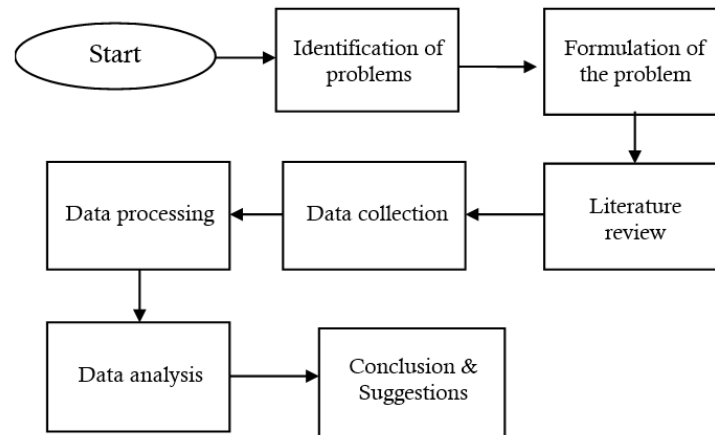 Start
Identification of
problems
Formulation of
the problem
Literature
review
Data collection
Data processing
Data analysis
Conclusion &
Suggestions